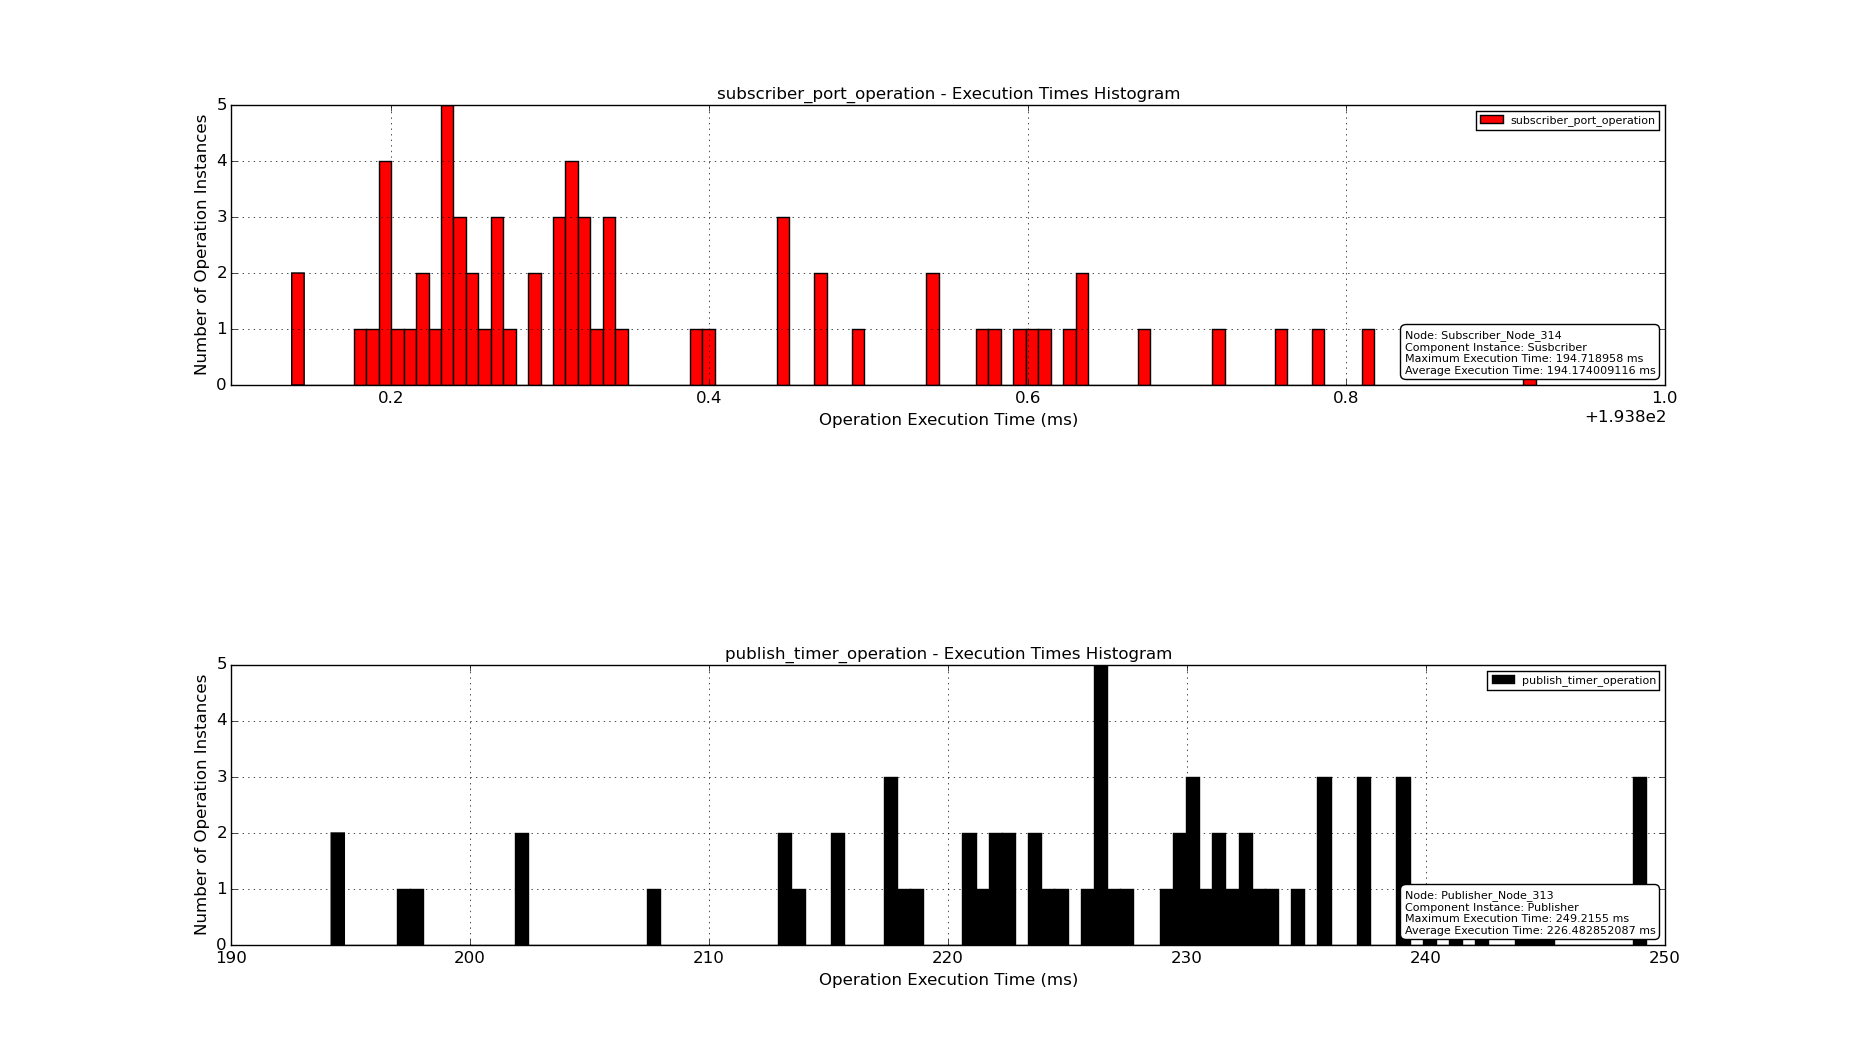 subscriber_port_operation - Execution Times Histogram
subscriber_port_operation
Number of Operation Instances
5
4
3
2
1
0
Node: Subscriber_Node_314
Component Instance: Susbcriber
Maximum Execution Time: 194.718958 ms
Average Execution Time: 194.174009116 ms
0.2 0.4 0.6 0.8 1.0
+1.938e2
Operation Execution Time (ms)
publish_timer_operation - Execution Times Histogram
publish_timer_operation
Number of Operation Instances
5
4
3
2
1
0
Node: Publisher_Node_313
Component Instance: Publisher
Maximum Execution Time: 249.2155 ms
Average Execution Time: 226.482852087 ms
190 200 210 220 230 240 250
Operation Execution Time (ms)